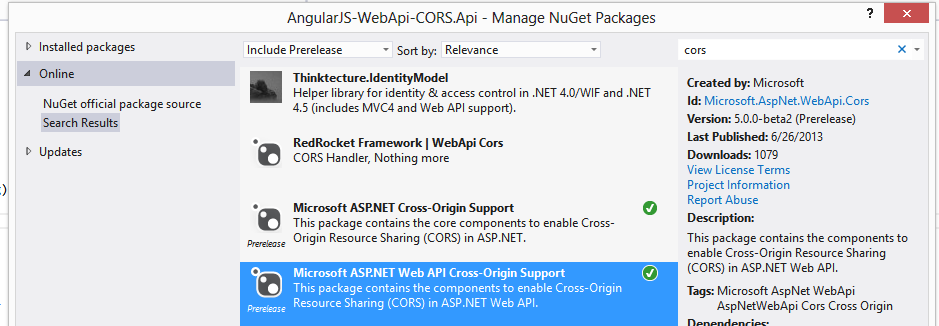 AngularJS-WebApi-CORS.Api - Manage NuGet Packages
?
Installed packages
Online
NuGet official package source
Search Results
Updates
Include Prerelease
Sort by:
Relevance
Thinktecture.IdentityModel
Helper library for identity & access control in .NET 4.0/WIF and .NET
4.5 (includes MVC4 and Web API support).
RedRocket Framework | WebApi Cors
CORS Handler, Nothing more
Microsoft ASP.NET Cross-Origin Support
This package contains the core components to enable Cross-
Origin Resource Sharing (CORS) in ASP.NET.
Prerelease
Microsoft ASP.NET Web API Cross-Origin Support
This package contains the components to enable Cross-Origin
Resource Sharing (CORS) in ASP.NET Web API.
Prerelease
cors
Created by: Microsoft
Id: Microsoft.AspNet.WebApi.Cors
Version: 5.0.0-beta2 (Prerelease)
Last Published: 6/26/2013
Downloads: 1079
View License Terms
Project Information
Report Abuse
Description:
This package contains the components to
enable Cross-Origin Resource Sharing
(CORS) in ASP.NET Web API.
Tags: Microsoft AspNet WebApi
AspNetWebApi Cors Cross Origin
Dependencies: